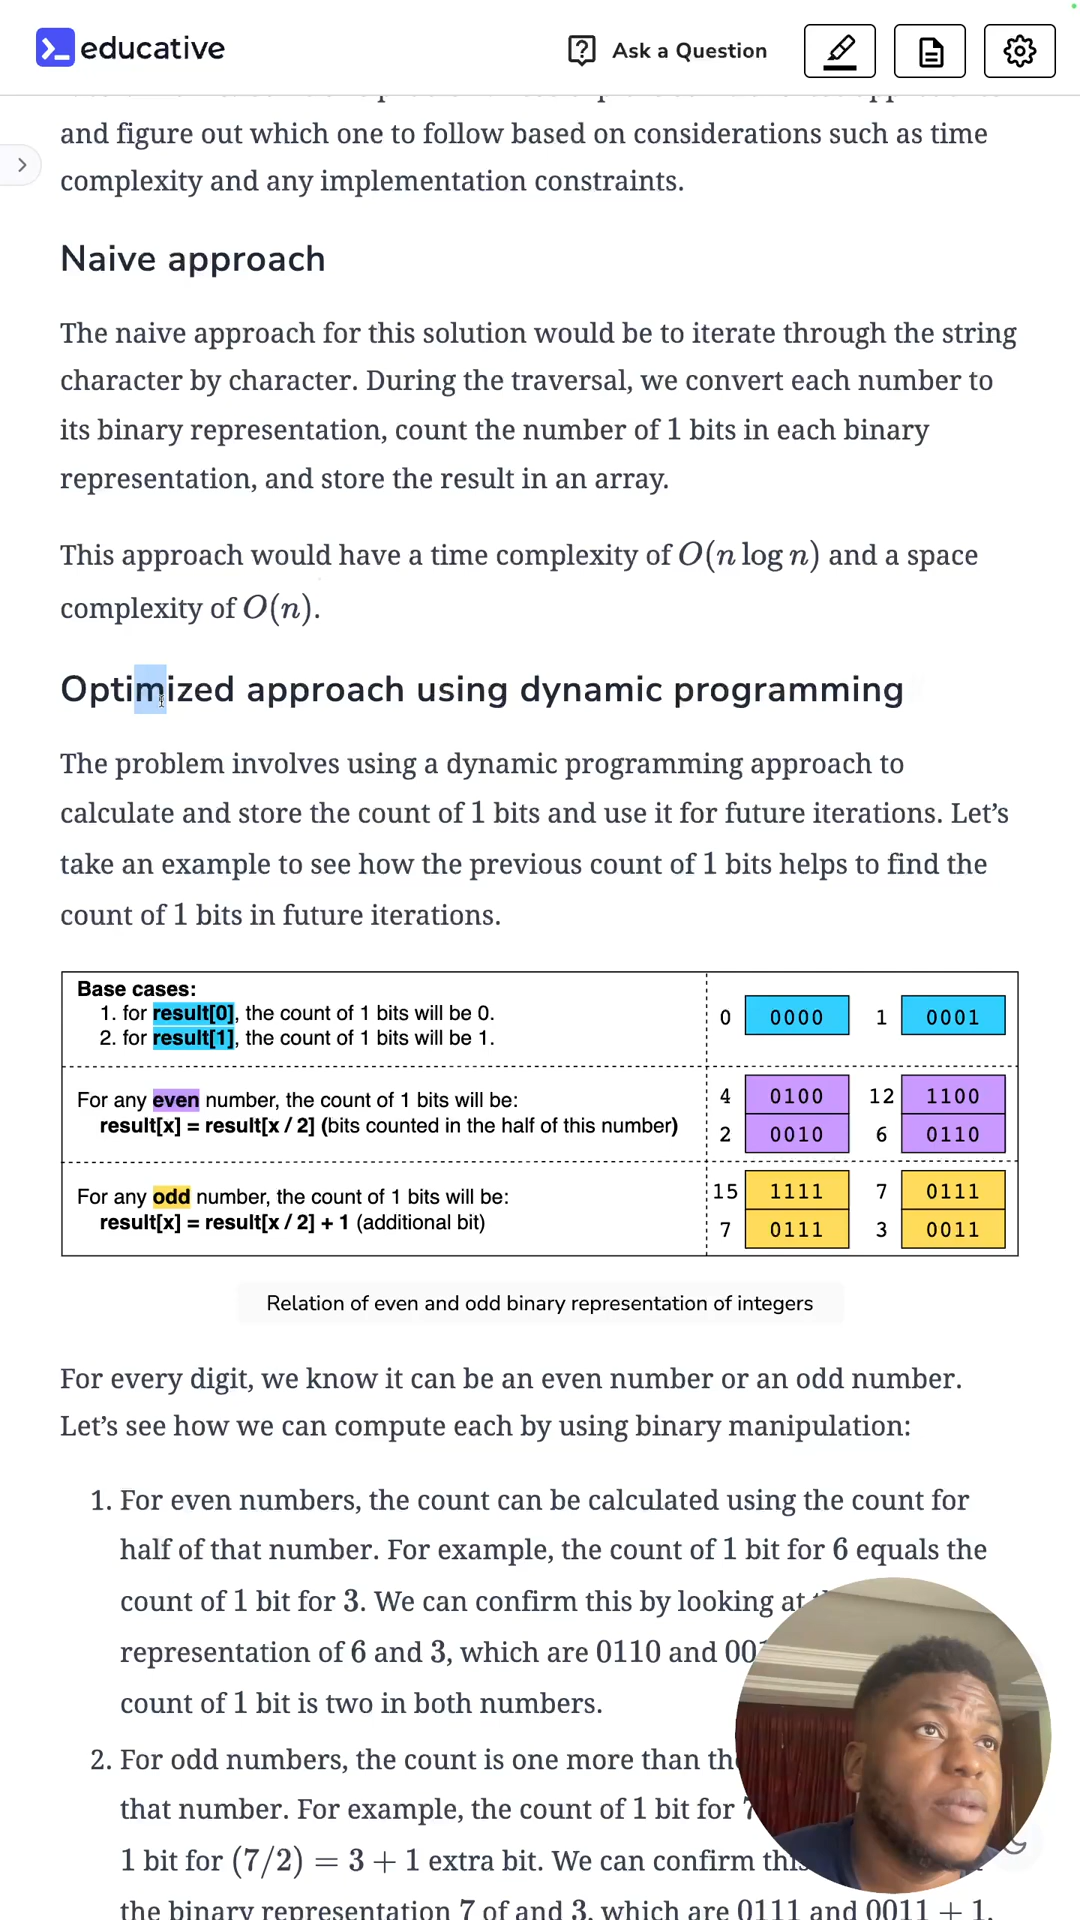 educative
Ask a Question
and figure out which one to follow based on considerations such as time
complexity and any implementation constraints.
Naive approach
The naive approach for this solution would be to iterate through the string
character by character. During the traversal, we convert each number to
its binary representation, count the number of 1 bits in each binary
representation, and store the result in an array.
This approach would have a time complexity of O(n log n) and a space
complexity of O(n).
Optimized approach using dynamic programming
The problem involves using a dynamic programming approach to
calculate and store the count of 1 bits and use it for future iterations. Let’s
take an example to see how the previous count of 1 bits helps to find the
count of 1 bits in future iterations.
Base cases:
1. for result[0], the count of 1 bits will be 0.
2. for result[1], the count of 1 bits will be 1.
0 0000 1 0001
For any even number, the count of 1 bits will be:
result[x] = result[x / 2] (bits counted in the half of this number)
4 0100 12 1100
2 0010 6 0110
For any odd number, the count of 1 bits will be:
result[x] = result[x / 2] + 1 (additional bit)
15 1111 7 0111
7 0111 3 0011
Relation of even and odd binary representation of integers
For every digit, we know it can be an even number or an odd number.
Let’s see how we can compute each by using binary manipulation:
1. For even numbers, the count can be calculated using the count for
half of that number. For example, the count of 1 bit for 6 equals the
count of 1 bit for 3. We can confirm this by looking at
representation of 6 and 3, which are 0110 and
count of 1 bit is two in both numbers.
2. For odd numbers, the count is one more than
that number. For example, the count of 1 bit for
1 bit for (7/2) = 3 + 1 extra bit. We can confirm
the binary representation 7 of and 3, which are 0111 and 0011 + 1.